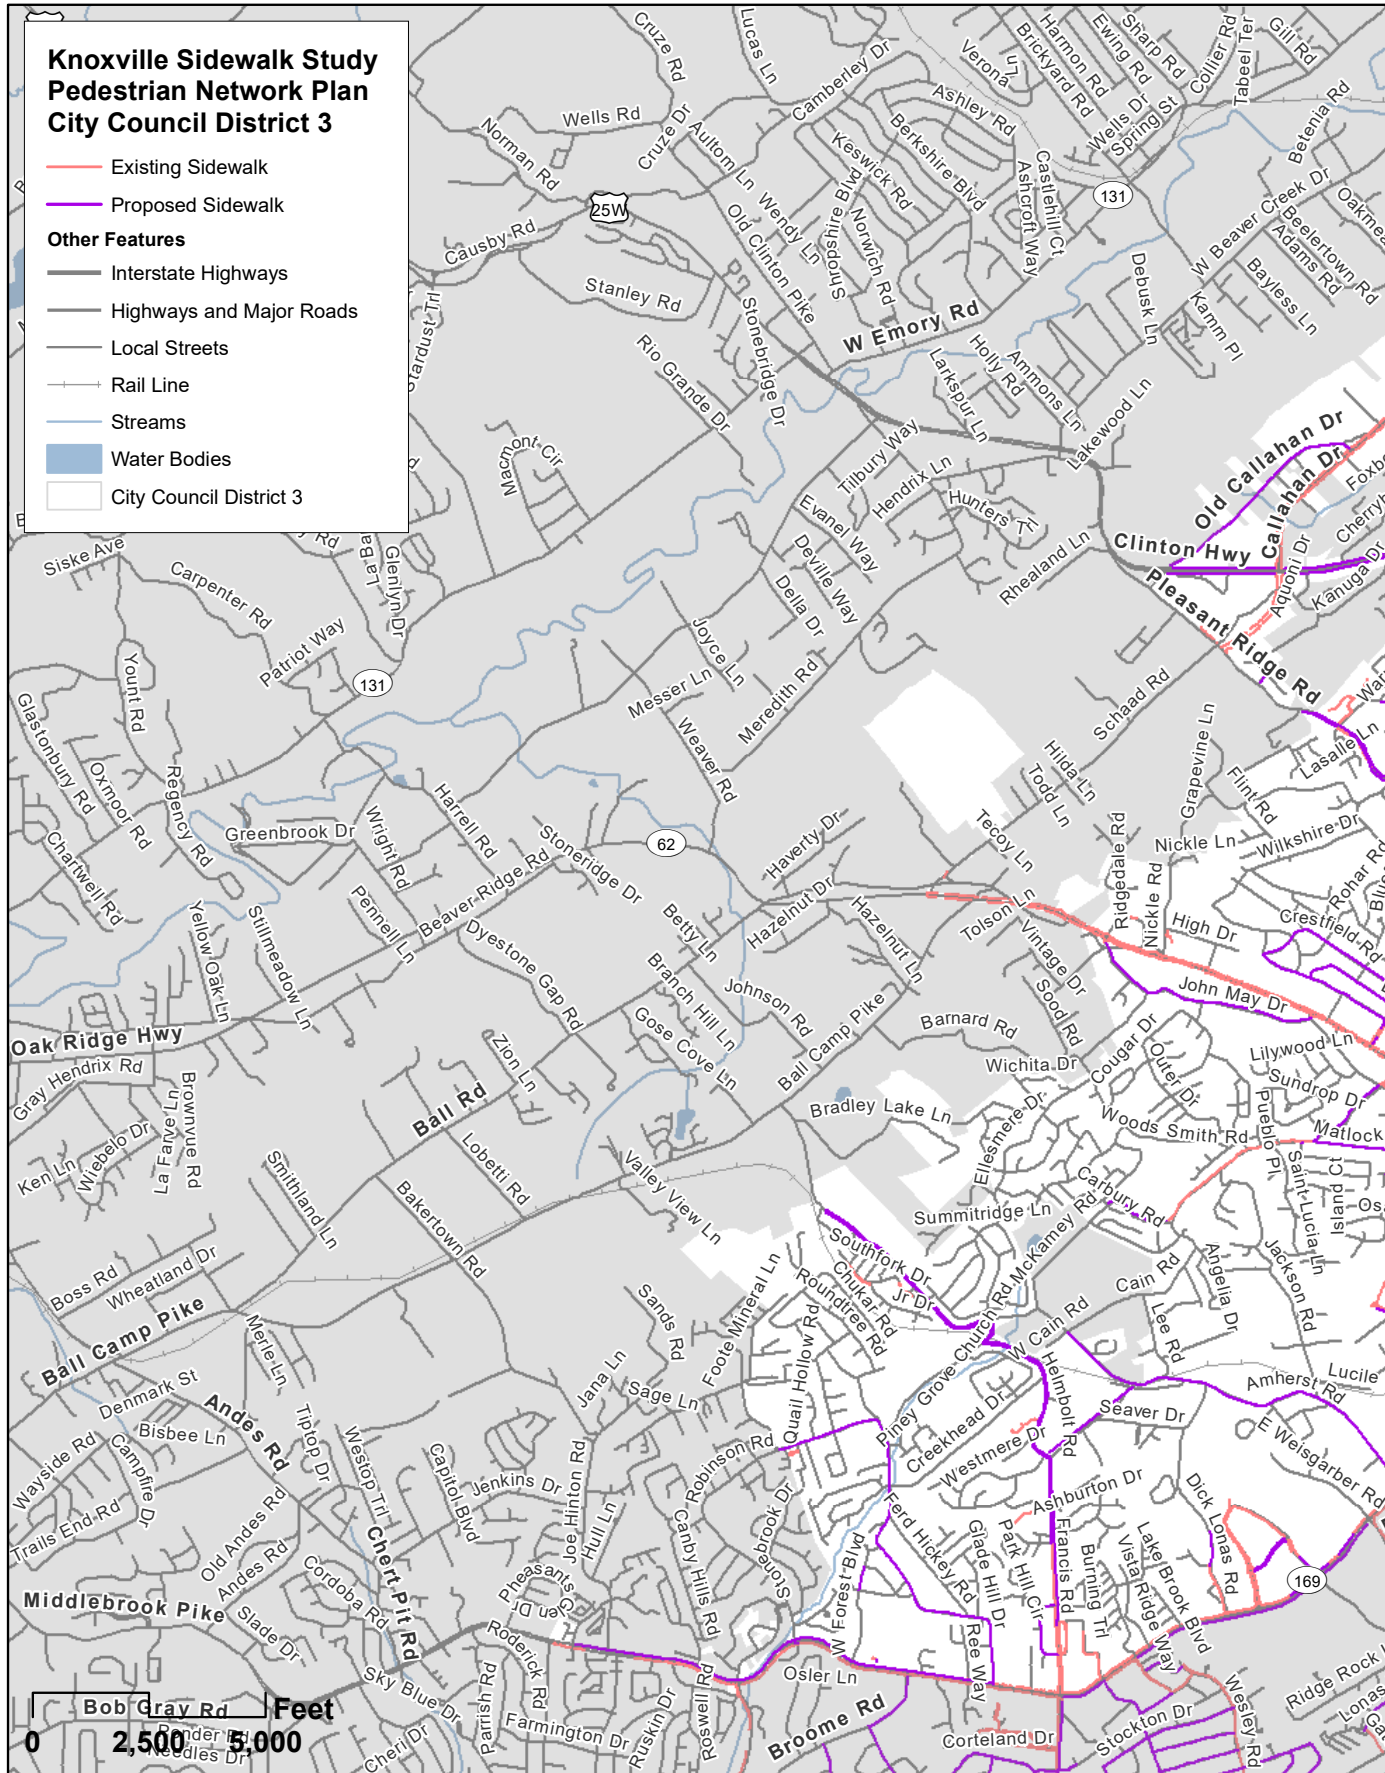 Knoxville Sidewalk Study
Pedestrian Network Plan
City Council District 3
Existing Sidewalk
Proposed Sidewalk
Other Features
Interstate Highways
Highways and Major Roads
Local Streets
Rail Line
Streams
Water Bodies
City Council District 3
Cruze Rd
Lucas Ln
Camberley Dr
Verona Ln
Brickyard Rd
Harmon Rd
Ewing Rd
Sharp Rd
Collier Rd
Tabeel Ter
Gill Rd
Wells Rd
Cruze Dr
Norman Rd
Aultom Ln
Ashley Rd
Wells Dr
Spring St
Betenia Rd
Keswick Rd
Berkshire Blvd
Castlehill Ct
Ashcroft Way
131
25W
Causby Rd
Wendy Ln
Old Clinton Pike
Shropshire Blvd
Norwich Rd
W Beaver Creek Dr
Beelertown Rd
Adams Rd
Bayless Ln
Stanley Rd
Stonebridge Dr
W Emory Rd
Debusk Ln
Kamm Pl
Rio Grande Dr
Larkspur Ln
Holly Rd
Ammons Ln
Lakewood Ln
Macmont Cir
Tilbury Way
Hendrix Ln
Hunters Trl
Old Callahan Dr
Callahan Dr
Evanel Way
Deville Way
Della Dr
Rhealand Ln
Clinton Hwy
Aquoni Dr
Kanuga Dr
Pleasant Ridge Rd
Siske Ave
Carpenter Rd
Glenlyn Dr
Patriot Way
131
Joyce Ln
Messer Ln
Meredith Rd
Weaver Rd
Schaad Rd
Grapevine Ln
Lasalle Ln
Yount Rd
Glastonbury Rd
Oxmoor Rd
Regency Rd
Hilda Ln
Todd Ln
Flint Rd
Harrell Rd
Greenbrook Dr
Wright Rd
Stoneridge Dr
62
Haverty Dr
Tecoy Ln
Nickle Ln
Wilkshire Dr
Rohar Rd
Chartwell Rd
Pennell Ln
Beaver Ridge Rd
Betty Ln
Hazelnut Dr
Hazelnut Ln
Tolson Ln
Ridgedale Rd
Nickle Rd
High Dr
Crestfield Rd
Yellow Oak Ln
Stillmeadow Ln
Dyestone Gap Rd
Branch Hill Ln
Johnson Rd
Vintage Dr
Sood Rd
John May Dr
Oak Ridge Hwy
Gose Cove Ln
Ball Camp Pike
Barnard Rd
Wichita Dr
Cougar Dr
Outer Dr
Lilywood Ln
Sundrop Dr
Gray Hendrix Rd
Zion Ln
Ball Rd
Bradley Lake Ln
Woods Smith Rd
Pueblo Pl
Matlock
Ken Ln
Wiebelo Dr
La Farve Ln
Brownvue Rd
Smithland Ln
Lobetti Rd
Bakertown Rd
Valley View Ln
Ellesmere Dr
Carbury Rd
Saint Lucia Ln
Island Ct
Summitridge Ln
McKamey Rd
Southfork Dr
Boss Rd
Wheatland Dr
Chukar Rd
Jr Dr
Roundtree Rd
Cain Rd
Angelia Dr
Jackson Rd
Ball Camp Pike
Merle Ln
Sands Rd
Foote Mineral Ln
Quail Hollow Rd
W Cain Rd
Lee Rd
Piney Grove Church Rd
Helmbolt Rd
Denmark St
Andes Rd
Jana Ln
Sage Ln
Amherst Rd
Lucile
Bisbee Ln
Tiptop Dr
Creekhead Dr
Seaver Dr
E Weisgarber Rd
Wayside Rd
Campfire Dr
Westop Trl
Capitol Blvd
Jenkins Dr
Robinson Rd
Westmere Dr
Trails End Rd
Old Andes Rd
Andes Rd
Joe Hinton Rd
Hull Ln
Stonebrook Dr
Canby Hills Rd
Ferd Hickey Rd
Ashburton Dr
Dick Lonas Rd
Chert Pit Rd
Cordoba Rd
Pheasants Glen Dr
W Forest Blvd
Glade Hill Dr
Park Hill Cir
Francis Rd
Burning Trl
Vista Ridge Way
Lake Brook Blvd
169
Middlebrook Pike
Slade Dr
Roderick Rd
Ree Way
Osler Ln
Sky Blue Dr
Parrish Rd
Farmington Dr
Ruskin Dr
Roswell Rd
Broome Rd
Corteland Dr
Stockton Dr
Wesley Rd
Bob Gray Rd
Cheri Dr
Needles Dr
0 2,500 5,000
Feet